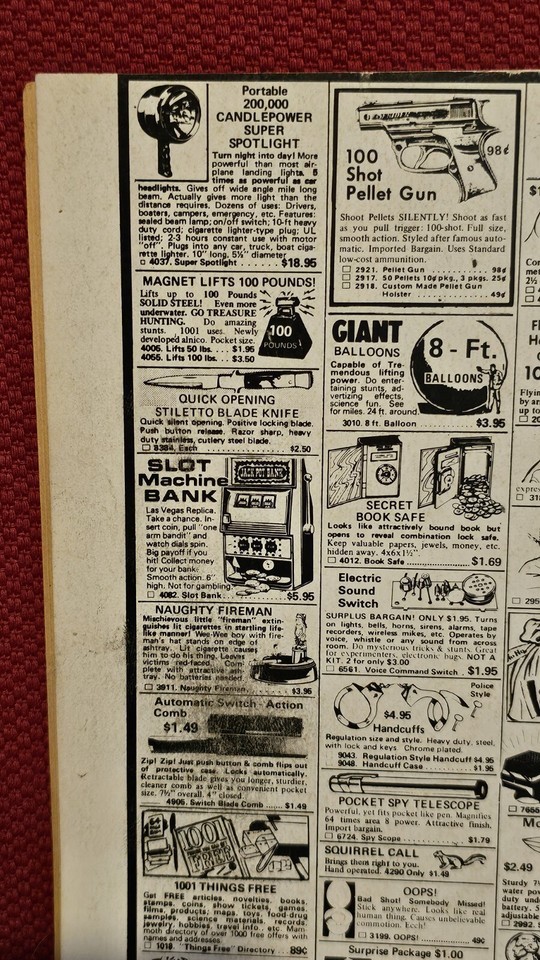 Portable
200,000
CANDLEPOWER
SUPER
SPOTLIGHT
Turn night into day! More
powerful than most air-
plane landing lights. 5
times as powerful as car
headlights. Gives off wide angle mile long
beam. Actually gives more light than the
distance requires. Dozens of uses: Drivers,
boaters, campers, emergency, etc. Features:
sealed beam lamp; on/off switch; 10-ft heavy
duty cord; cigarette lighter-type plug; UL
listed; 2-3 hours constant use with motor
"off". Plugs into any car, truck, boat ciga-
rette lighter. 10" long. 5½" diameter
4037. Super Spotlight . . . . . . . $18.95
MAGNET LIFTS 100 POUNDS!
Lifts up to 100 Pounds
SOLID STEEL! Even more
underwater. GO TREASURE
HUNTING. Do amazing
stunts. 1001 uses. Newly
developed alnico. Pocket size.
4005. Lifts 50 lbs. . . . $1.95
4055. Lifts 100 lbs. . . . $3.50
100
POUNDS
QUICK OPENING
STILETTO BLADE KNIFE
Quick silent opening. Positive locking blade.
Push button release. Razor sharp, heavy
duty stainless, cutlery steel blade.
8384. Each . . . . . . . $2.50
SLOT
Machine
BANK
JACK POT BANK
Las Vegas Replica.
Take a chance. In-
sert coin, pull "one
arm bandit" and
watch dials spin.
Big payoff if you
hit! Collect money
for your bank.
Smooth action. 6"
high. Not for gambling.
4082. Slot Bank . . . . . . . $5.95
NAUGHTY FIREMAN
Mischievous little "fireman" extin-
guishes lit cigarettes in startling life-
like manner! Wee-Wee boy with fire-
man's hat stands on edge of
ashtray. Lit cigarette causes
him to do his thing. Leaves
victims red-faced. Com-
plete with attractive ash-
tray. No batteries needed.
3911. Naughty Fireman . . . . . . . $3.95
Automatic Switch-Action
Comb
$1.49
Zip! Zip! Just push button & comb flips out
of protective case. Locks automatically.
Retractable blade gives you longer, sturdier,
cleaner comb as well as convenient pocket
size. 7½" overall. 4" closed.
4906. Switch Blade Comb . . . . . . . $1.49
1001
1001 THINGS FREE
Get FREE articles, novelties, books,
stamps, coins, show tickets, games,
films, products, maps, toys, food-drug
samples, science materials, records,
jewelry, hobbies, travel info., etc. Mam-
moth directory of over 1000 free offers with
names and addresses.
1019. "Things Free" Directory . . . 89¢
98¢
100
Shot
Pellet Gun
Shoot Pellets SILENTLY! Shoot as fast
as you pull trigger: 100-shot. Full size,
smooth action. Styled after famous auto-
matic. Imported Bargain. Uses Standard
low-cost ammunition.
2921. Pellet Gun . . . . . . . 98¢
2917. 50 Pellets 10¢ pkg., 3 pkgs. 25¢
2918. Custom Made Pellet Gun
Holster . . . . . . . 49¢
GIANT
BALLOONS
8 - Ft.
BALLOONS
Capable of Tre-
mendous lifting
power. Do enter-
taining stunts, ad-
vertizing effects,
science fun. See
for miles. 24 ft. around.
3010. 8 ft. Balloon . . . . . . . $3.95
SECRET
BOOK SAFE
Looks like attractively bound book but
opens to reveal combination lock safe.
Keep valuable papers, jewels, money, etc.
hidden away. 4x6x1½".
4012. Book Safe . . . . . . . $1.69
Electric
Sound
Switch
SURPLUS BARGAIN! ONLY $1.95. Turns
on lights, bells, horns, sirens, alarms, tape
recorders, wireless mikes, etc. Operates by
voice, whistle or any sound from across
room. Do mysterious tricks & stunts. Great
for experimenters, electronic bugs. NOT A
KIT. 2 for only $3.00
6561. Voice Command Switch . . $1.95
Police
Style
$4.95
Handcuffs
Regulation size and style. Heavy duty, steel,
with lock and keys. Chrome plated.
9043. Regulation Style Handcuff $4.95
9048. Handcuff Case . . . . . . . $1.95
POCKET SPY TELESCOPE
Powerful, yet fits pocket like pen. Magnifies
64 times area 8 power. Attractive finish,
Import bargain.
6724. Spy Scope . . . . . . . $1.79
SQUIRREL CALL
Brings them right to you.
Hand operated. 4290 Only $1.49
OOPS!
Bad Shot! Somebody Missed!
Stick anywhere. Looks like real
human thing. Causes unbelievable
commotion. Ecch!
3199. OOPS! . . . . . . . 49¢
Surprise Package $1.00
$2.49